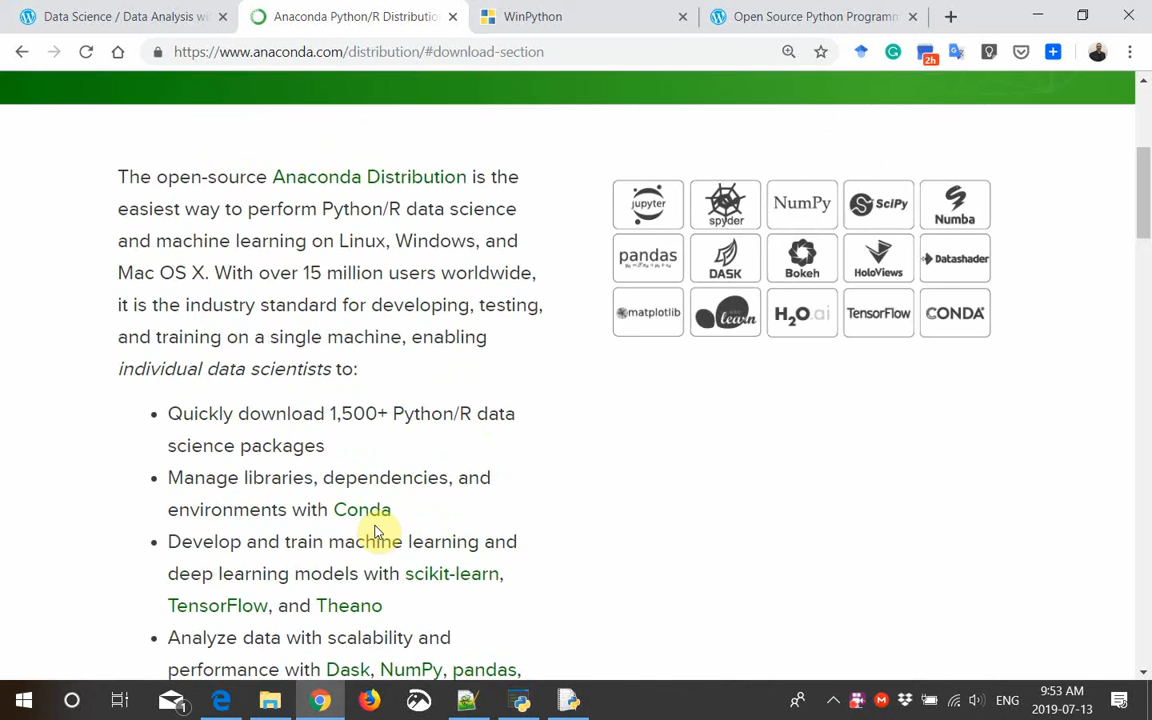 Data Science / Data Analysis wi
Anaconda Python/R Distributio
WinPython
Open Source Python Programm
https://www.anaconda.com/distribution/#download-section
2h
The open-source Anaconda Distribution is the
easiest way to perform Python/R data science
and machine learning on Linux, Windows, and
Mac OS X. With over 15 million users worldwide,
it is the industry standard for developing, testing,
and training on a single machine, enabling
individual data scientists to:
• Quickly download 1,500+ Python/R data
science packages
• Manage libraries, dependencies, and
environments with Conda
• Develop and train machine learning and
deep learning models with scikit-learn,
TensorFlow, and Theano
• Analyze data with scalability and
performance with Dask, NumPy, pandas,
jupyter
spyder
NumPy
SciPy
Numba
pandas
DASK
Bokeh
HoloViews
Datashader
matplotlib
learn
H2O.ai
TensorFlow
CONDA
1
ENG
9:53 AM
2019-07-13